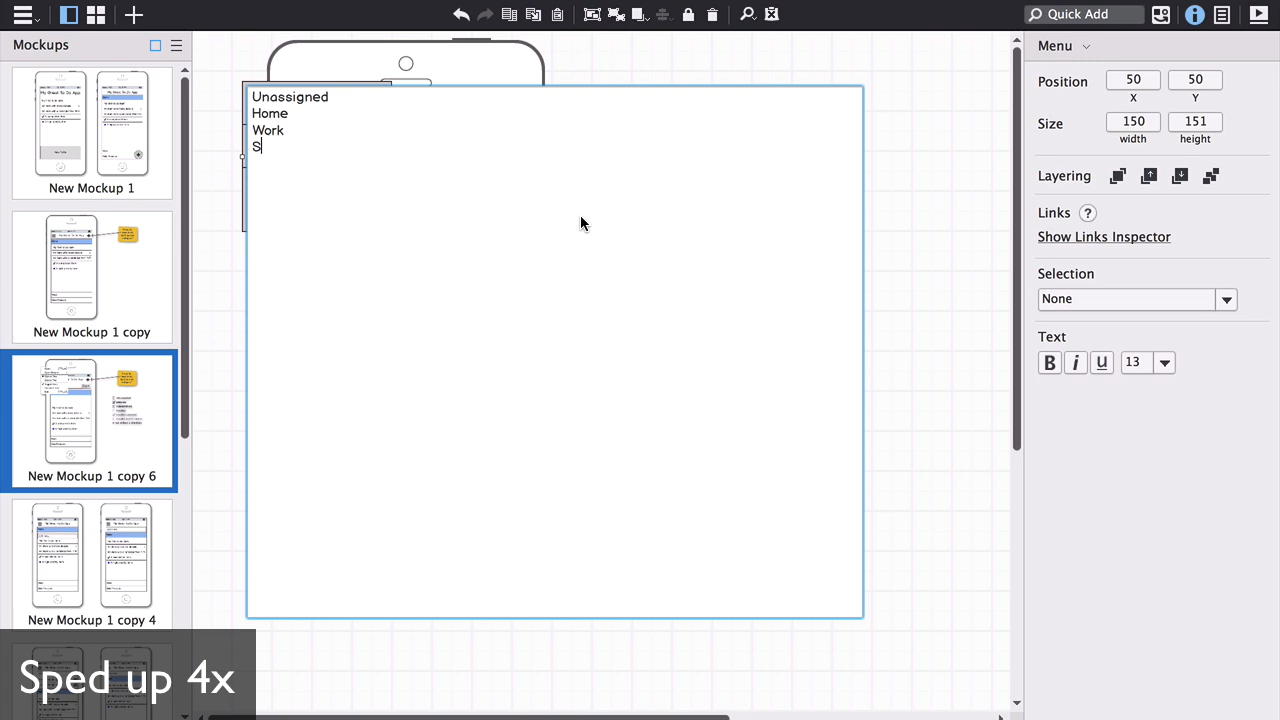 Quick
Mockups
New Mockup 1
New Mockup 1 copy
New Mockup 1 copy 6
New Mockup 1 copy 4
Unassigned
Home
Work
S
Menu
Position
50
50
X
Y
Size
150
151
width
height
Layering
Links
?
Show Links Inspector
Selection
None
Text
B
i
U
13
Sped up 4x